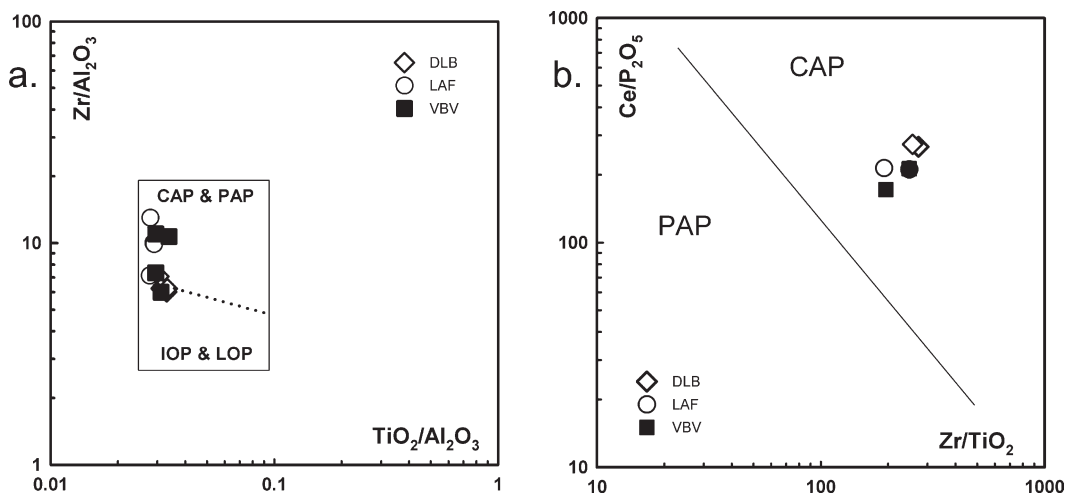 a.
100
10
1
0.01
0.1
1
Zr/Al₂O₃
DLB
LAF
VBV
CAP & PAP
IOP & LOP
TiO₂/Al₂O₃
b.
1000
100
10
10
100
1000
Ce/P₂O₅
CAP
PAP
DLB
LAF
VBV
Zr/TiO₂